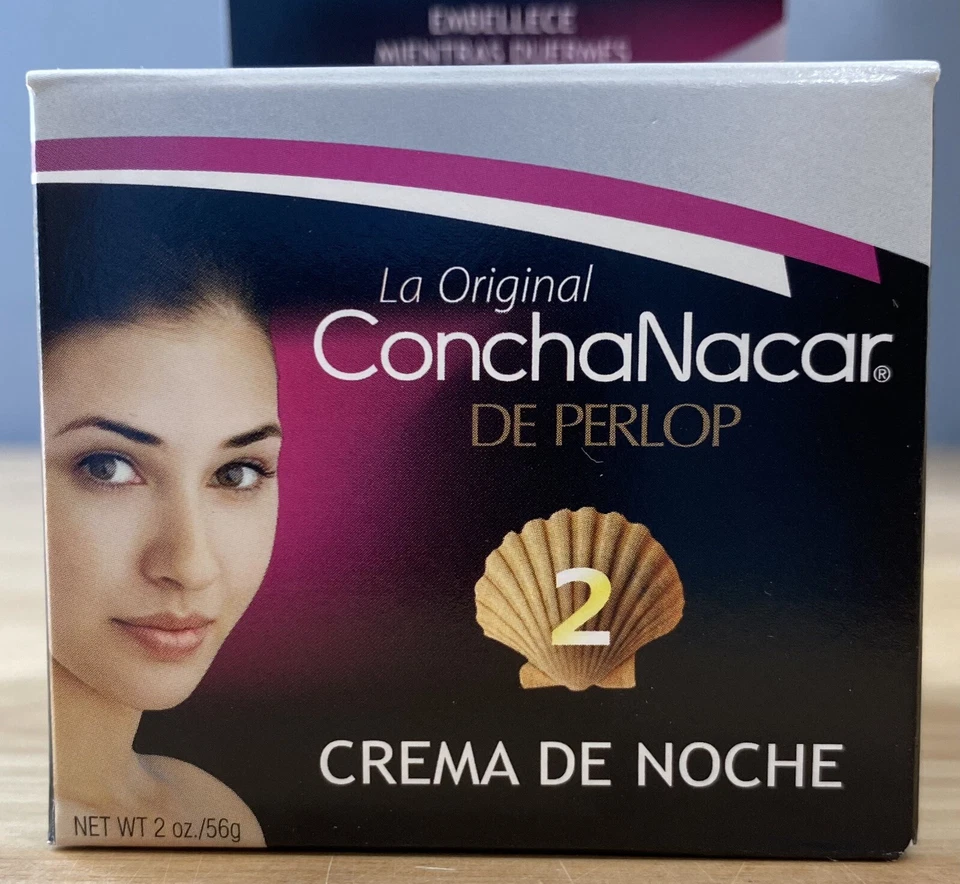 EMBELLECE
MIENTRAS DUERMES
La Original
ConchaNacar®
DE PERLOP
2
CREMA DE NOCHE
NET WT 2 oz./56g